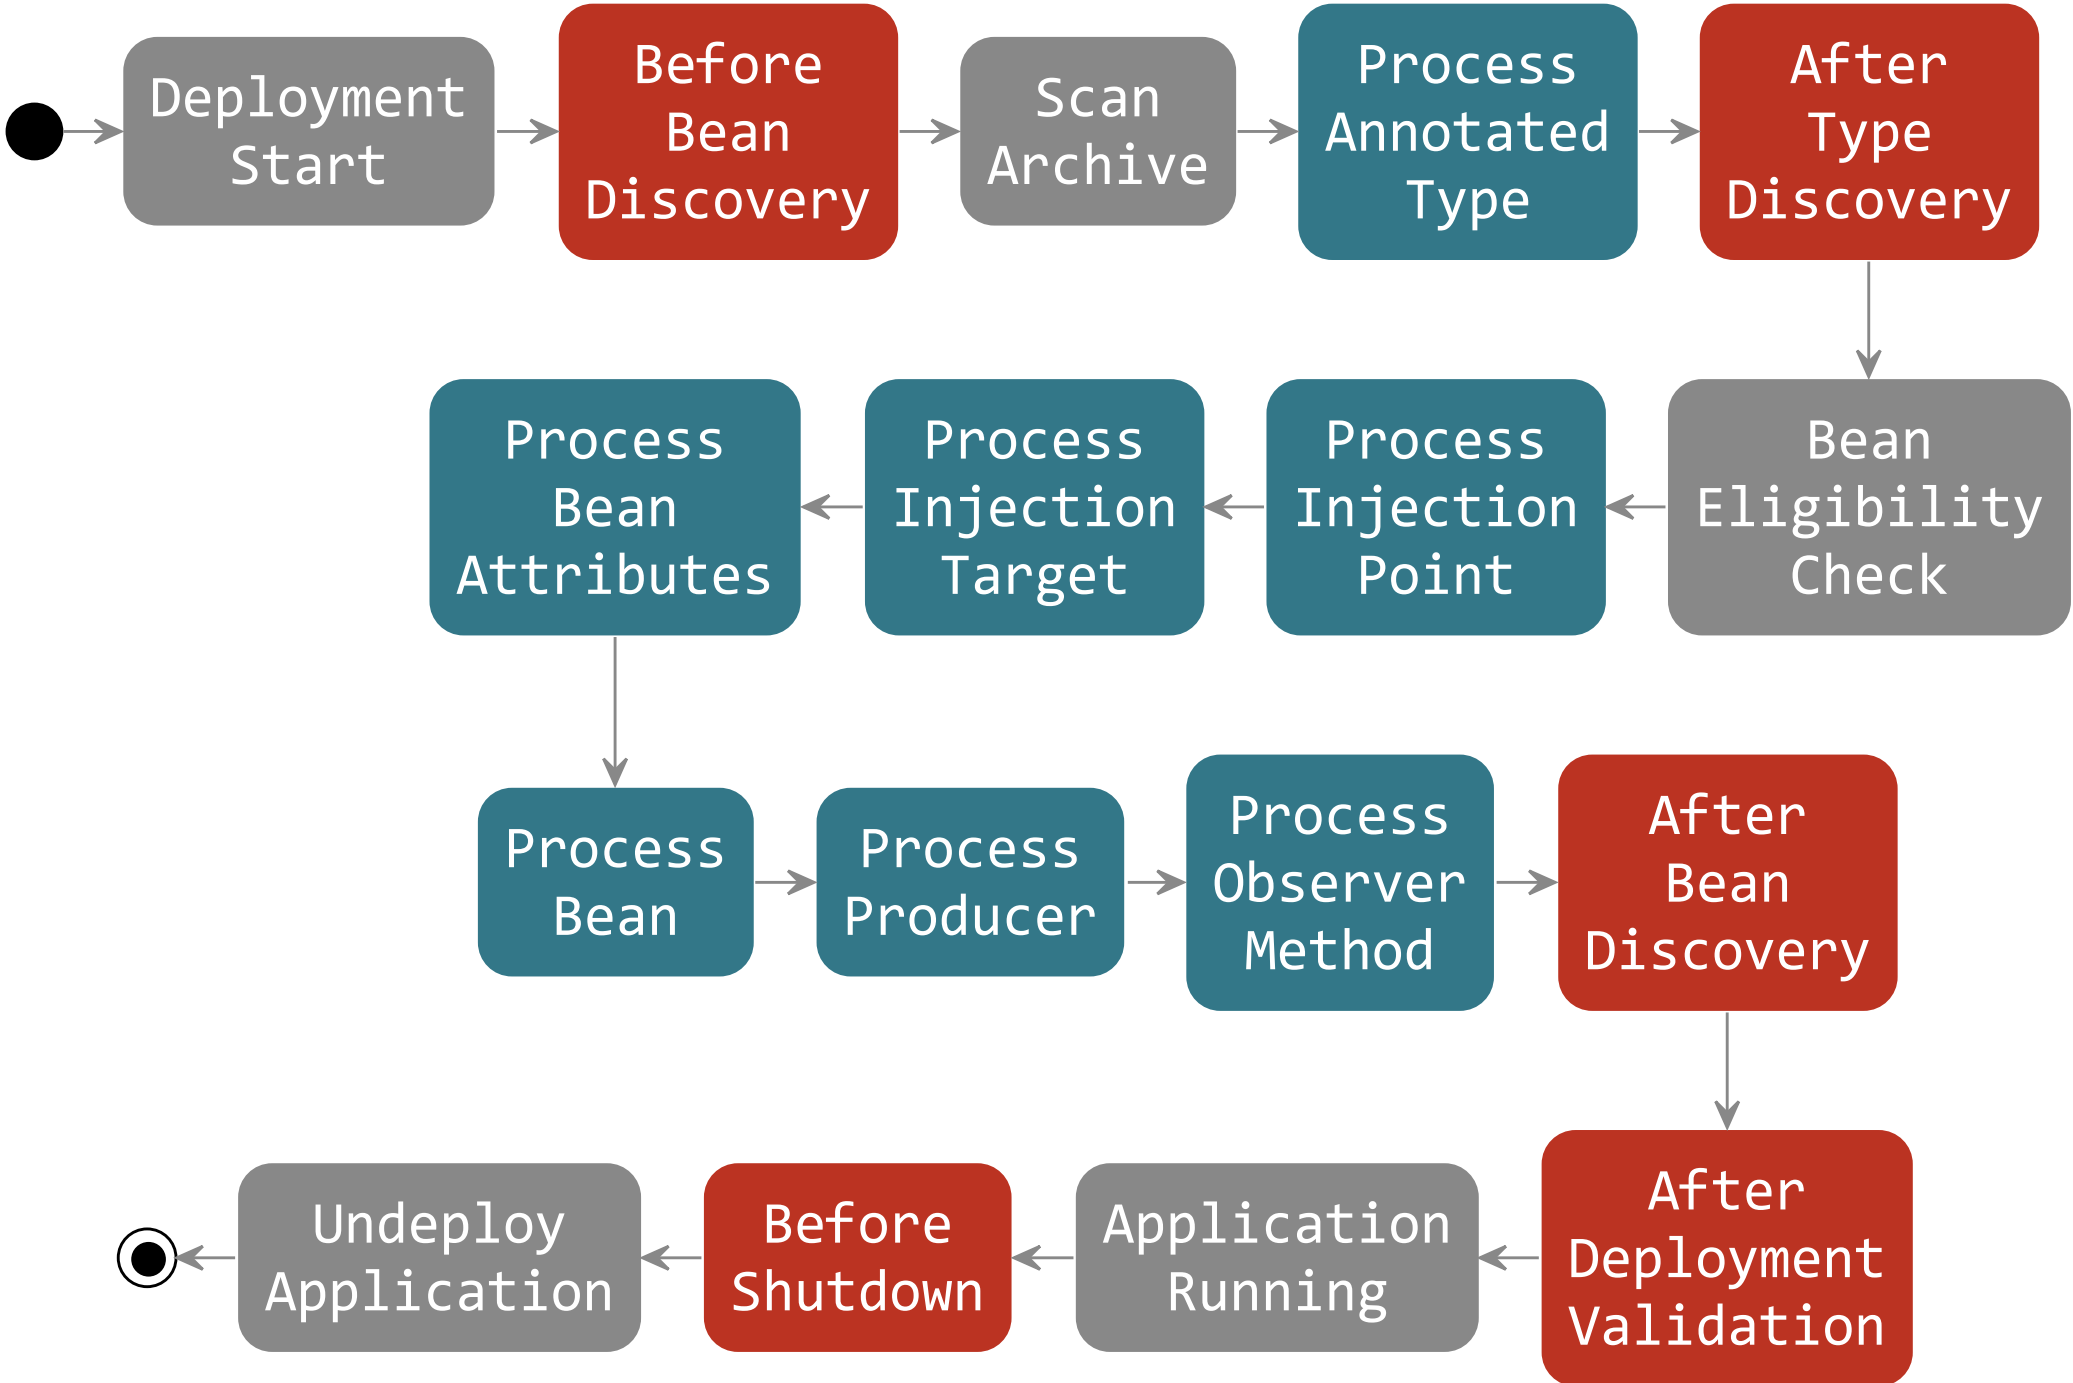 Deployment
Start
Before
Bean
Discovery
Scan
Archive
Process
Annotated
Type
After
Type
Discovery
Bean
Eligibility
Check
Process
Injection
Point
Process
Injection
Target
Process
Bean
Attributes
Process
Bean
Process
Producer
Process
Observer
Method
After
Bean
Discovery
After
Deployment
Validation
Application
Running
Before
Shutdown
Undeploy
Application